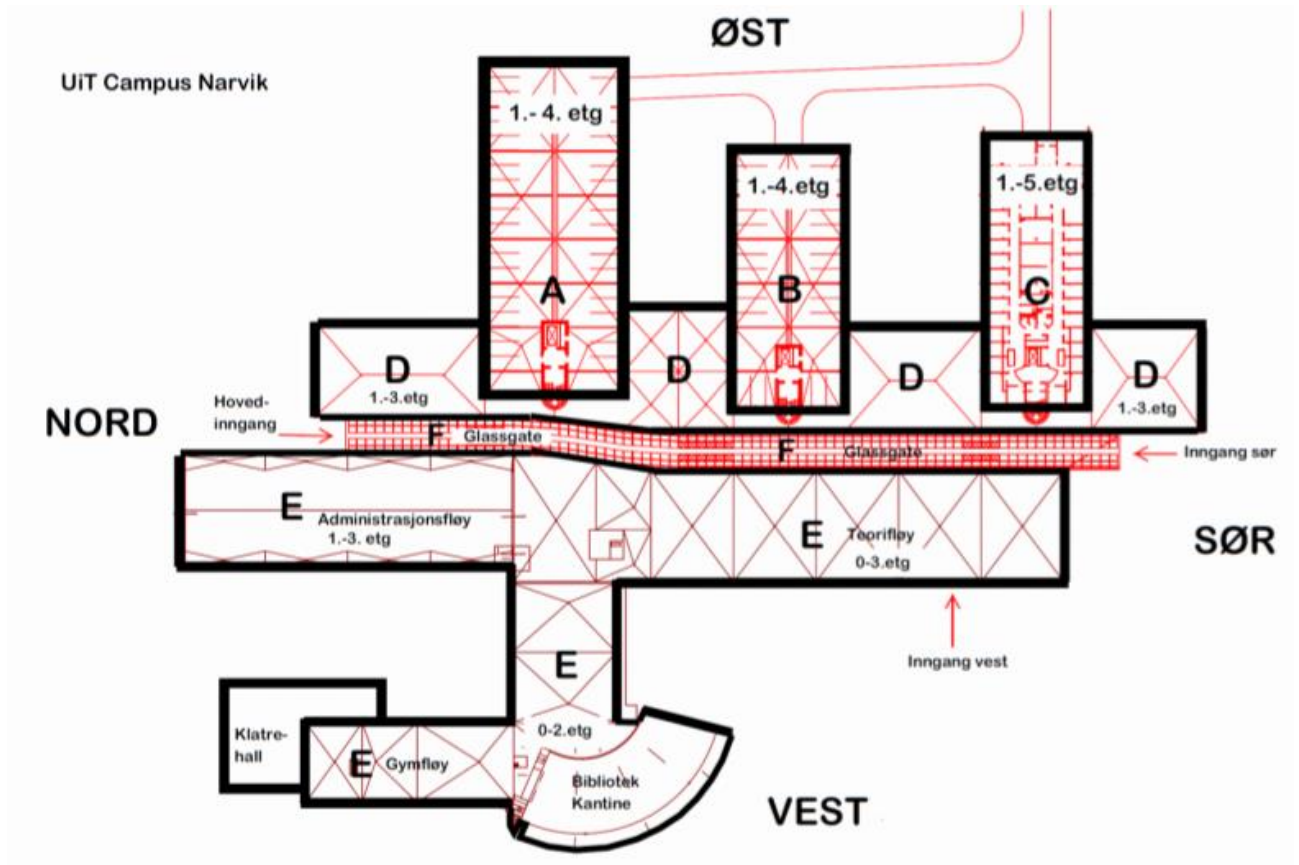 ØST
UiT Campus Narvik
1.- 4. etg
1.-4.etg
1.-5.etg
A
B
C
D
1.-3.etg
D
D
D
1.-3.etg
Hoved-
inngang
NORD
F Glassgate
F Glassgate
Inngang sør
E Administrasjonsfløy
1.-3. etg
E Teorifløy
0-3.etg
SØR
Inngang vest
E
0-2.etg
Klatre-
hall
E Gymfløy
Bibliotek
Kantine
VEST